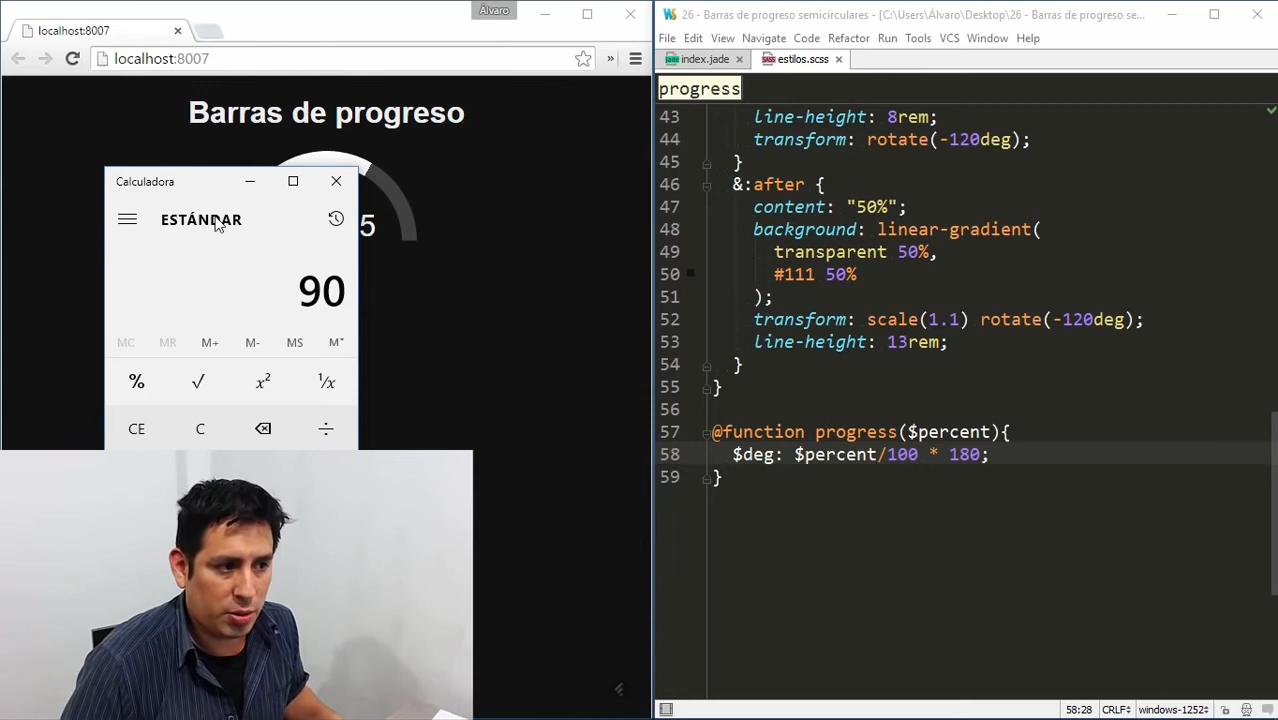 Álvaro
localhost:8007
localhost:8007
»
Barras de progreso
5
Calculadora
ESTÁNDAR
90
MC MR M+ M- MS M˅
% √ x² ¹/x
CE C ÷
26 - Barras de progreso semicirculares - [C:\Users\Álvaro\Desktop\26 - Barras de progreso se...
File Edit View Navigate Code Refactor Run Tools VCS Window Help
index.jade estilos.scss
progress
43 line-height: 8rem;
44 transform: rotate(-120deg);
45 }
46 &:after {
47 content: "50%";
48 background: linear-gradient(
49 transparent 50%,
50 #111 50%
51 );
52 transform: scale(1.1) rotate(-120deg);
53 line-height: 13rem;
54 }
55 }
56
57 @function progress($percent){
58 $deg: $percent/100 * 180;
59 }
58:28 CRLF÷ windows-1252÷